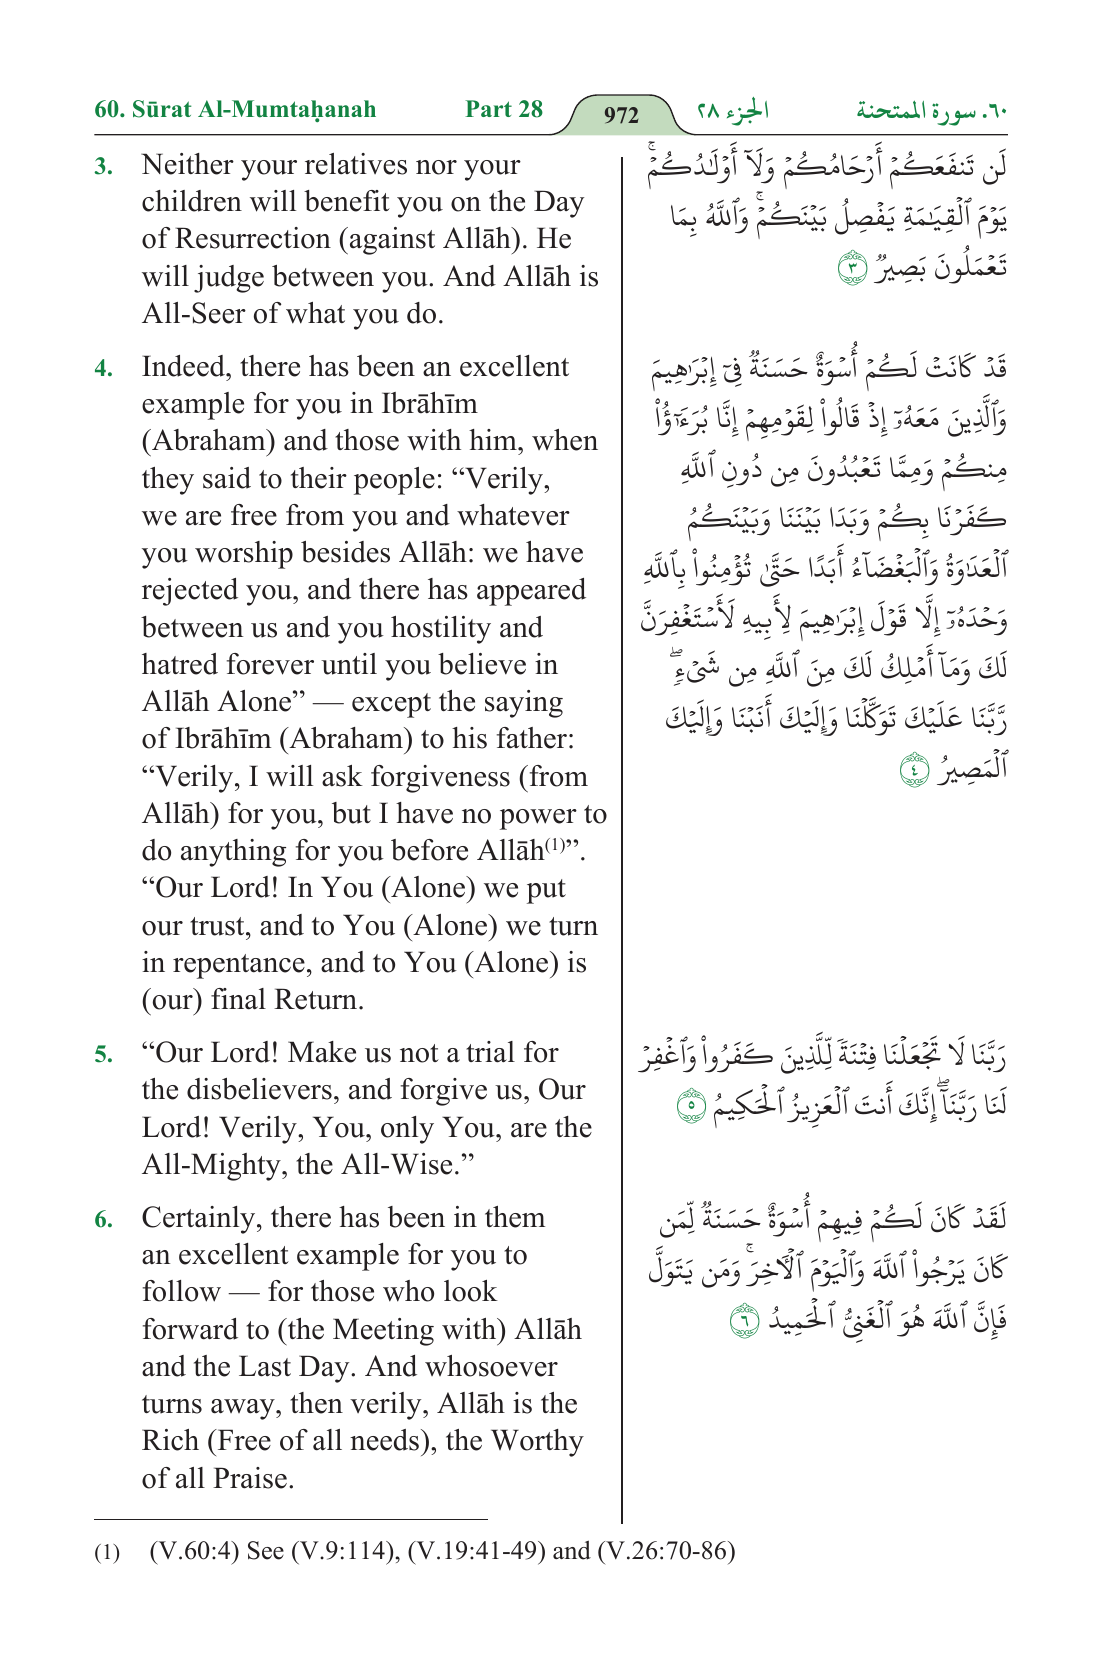 60. Sūrat Al-Mumtaḥanah
Part 28
972
الجزء ٢٨
٦٠. سورة الممتحنة
3. Neither your relatives nor your
children will benefit you on the Day
of Resurrection (against Allāh). He
will judge between you. And Allāh is
All-Seer of what you do.
4. Indeed, there has been an excellent
example for you in Ibrāhīm
(Abraham) and those with him, when
they said to their people: “Verily,
we are free from you and whatever
you worship besides Allāh: we have
rejected you, and there has appeared
between us and you hostility and
hatred forever until you believe in
Allāh Alone” — except the saying
of Ibrāhīm (Abraham) to his father:
“Verily, I will ask forgiveness (from
Allāh) for you, but I have no power to
do anything for you before Allāh(1)”.
“Our Lord! In You (Alone) we put
our trust, and to You (Alone) we turn
in repentance, and to You (Alone) is
(our) final Return.
5. “Our Lord! Make us not a trial for
the disbelievers, and forgive us, Our
Lord! Verily, You, only You, are the
All-Mighty, the All-Wise.”
6. Certainly, there has been in them
an excellent example for you to
follow — for those who look
forward to (the Meeting with) Allāh
and the Last Day. And whosoever
turns away, then verily, Allāh is the
Rich (Free of all needs), the Worthy
of all Praise.
لَن تَنفَعَكُمۡ أَرۡحَامُكُمۡ وَلَآ أَوۡلَٰدُكُمۡۚ
يَوۡمَ ٱلۡقِيَٰمَةِ يَفۡصِلُ بَيۡنَكُمۡۚ وَٱللَّهُ بِمَا
تَعۡمَلُونَ بَصِيرٞ ٣
قَدۡ كَانَتۡ لَكُمۡ أُسۡوَةٌ حَسَنَةٞ فِيٓ إِبۡرَٰهِيمَ
وَٱلَّذِينَ مَعَهُۥٓ إِذۡ قَالُواْ لِقَوۡمِهِمۡ إِنَّا بُرَءَٰٓؤُاْ
مِنكُمۡ وَمِمَّا تَعۡبُدُونَ مِن دُونِ ٱللَّهِ
كَفَرۡنَا بِكُمۡ وَبَدَا بَيۡنَنَا وَبَيۡنَكُمُ
ٱلۡعَدَٰوَةُ وَٱلۡبَغۡضَآءُ أَبَدًا حَتَّىٰ تُؤۡمِنُواْ بِٱللَّهِ
وَحۡدَهُۥٓ إِلَّا قَوۡلَ إِبۡرَٰهِيمَ لِأَبِيهِ لَأَسۡتَغۡفِرَنَّ
لَكَ وَمَآ أَمۡلِكُ لَكَ مِنَ ٱللَّهِ مِن شَيۡءٖۖ
رَّبَّنَا عَلَيۡكَ تَوَكَّلۡنَا وَإِلَيۡكَ أَنَبۡنَا وَإِلَيۡكَ
ٱلۡمَصِيرُ ٤
رَبَّنَا لَا تَجۡعَلۡنَا فِتۡنَةٗ لِّلَّذِينَ كَفَرُواْ وَٱغۡفِرۡ
لَنَا رَبَّنَآۖ إِنَّكَ أَنتَ ٱلۡعَزِيزُ ٱلۡحَكِيمُ ٥
لَقَدۡ كَانَ لَكُمۡ فِيهِمۡ أُسۡوَةٌ حَسَنَةٞ لِّمَن
كَانَ يَرۡجُواْ ٱللَّهَ وَٱلۡيَوۡمَ ٱلۡأٓخِرَۚ وَمَن يَتَوَلَّ
فَإِنَّ ٱللَّهَ هُوَ ٱلۡغَنِيُّ ٱلۡحَمِيدُ ٦
(1) (V.60:4) See (V.9:114), (V.19:41-49) and (V.26:70-86)